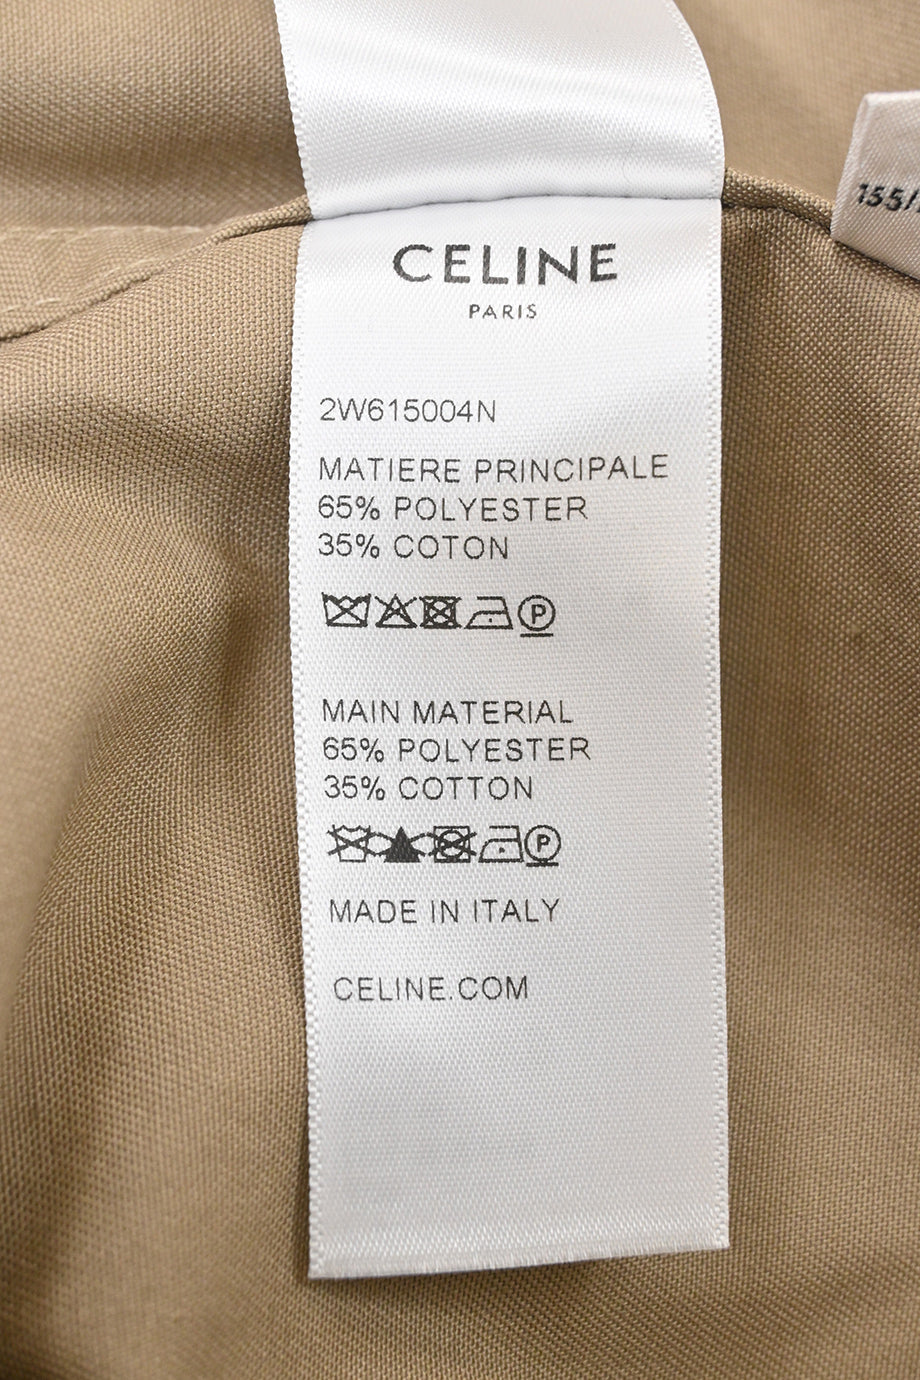 CELINE
PARIS
2W615004N
MATIERE PRINCIPALE
65% POLYESTER
35% COTON
P
MAIN MATERIAL
65% POLYESTER
35% COTTON
P
MADE IN ITALY
CELINE.COM
155/